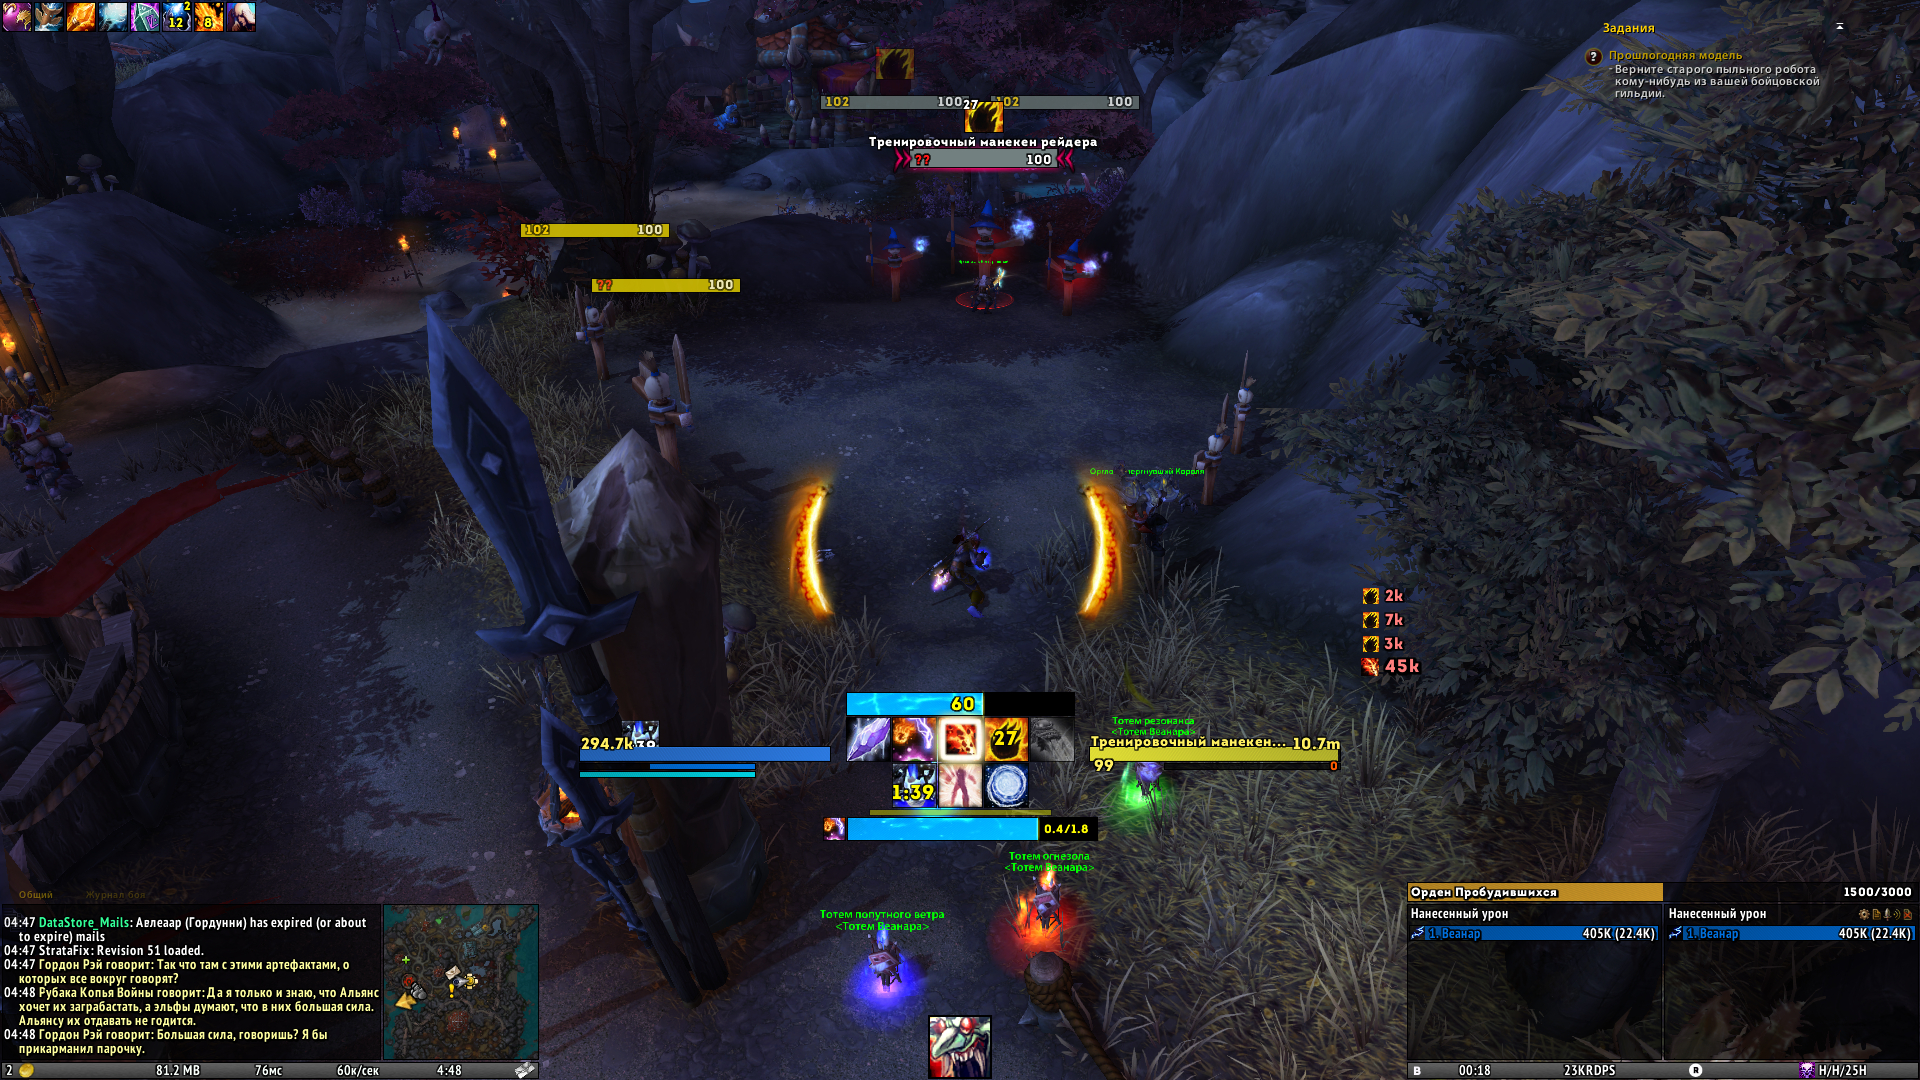 2
12
8
Задания
? Прошлогодняя модель
- Верните старого пыльного робота
кому-нибудь из вашей бойцовской
гильдии.
102 100
27
02 100
Тренировочный манекен рейдера
?? 100
102 100
?? 100
2k
7k
3k
45k
60
27
294.7k
1:39
Тотем резонанса
<Тотем Веанара>
Тренировочный манекен... 10.7m
99 0
0.4/1.8
Тотем огнезола
<Тотем Веанара>
Тотем попутного ветра
<Тотем Веанара>
Общий Журнал боя
04:47 DataStore_Mails: Авлеаар (Гордунни) has expired (or about
to expire) mails
04:47 StrataFix: Revision 51 loaded.
04:47 Гордон Рэй говорит: Так что там с этими артефактами, о
которых все вокруг говорят?
04:48 Рубака Копья Войны говорит: Да я только и знаю, что Альянс
хочет их заграбастать, а эльфы думают, что в них большая сила.
Альянсу их отдавать не годится.
04:48 Гордон Рэй говорит: Большая сила, говоришь? Я бы
прикарманил парочку.
2 81.2 MB 76мс 60к/сек 4:48
Орден Пробудившихся 1500/3000
Нанесенный урон
1. Веанар 405K (22.4K)
Нанесенный урон
1. Веанар 405K (22.4K)
B 00:18 23KRDPS R H/H/25H